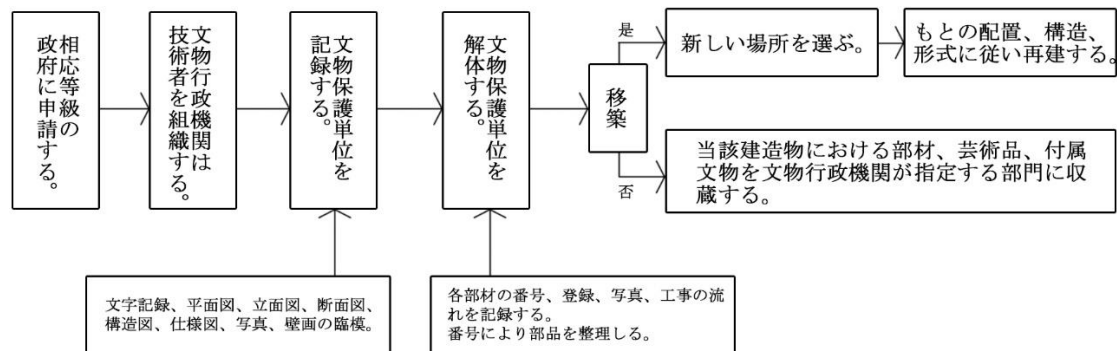 相応等級の
政府に申請する。
文物行政機関は
技術者を組織する。
文物保護単位を
記録する。
文物保護単位を
解体する。
移築
是
新しい場所を選ぶ。
もとの配置、構造、
形式に従い再建する。
否
当該建造物における部材、芸術品、付属
文物を文物行政機関が指定する部門に収
蔵する。
文字記録、平面図、立面図、断面図、
構造図、仕様図、写真、壁画の臨模。
各部材の番号、登録、写真、工事の流
れを記録する。
番号により部品を整理しる。